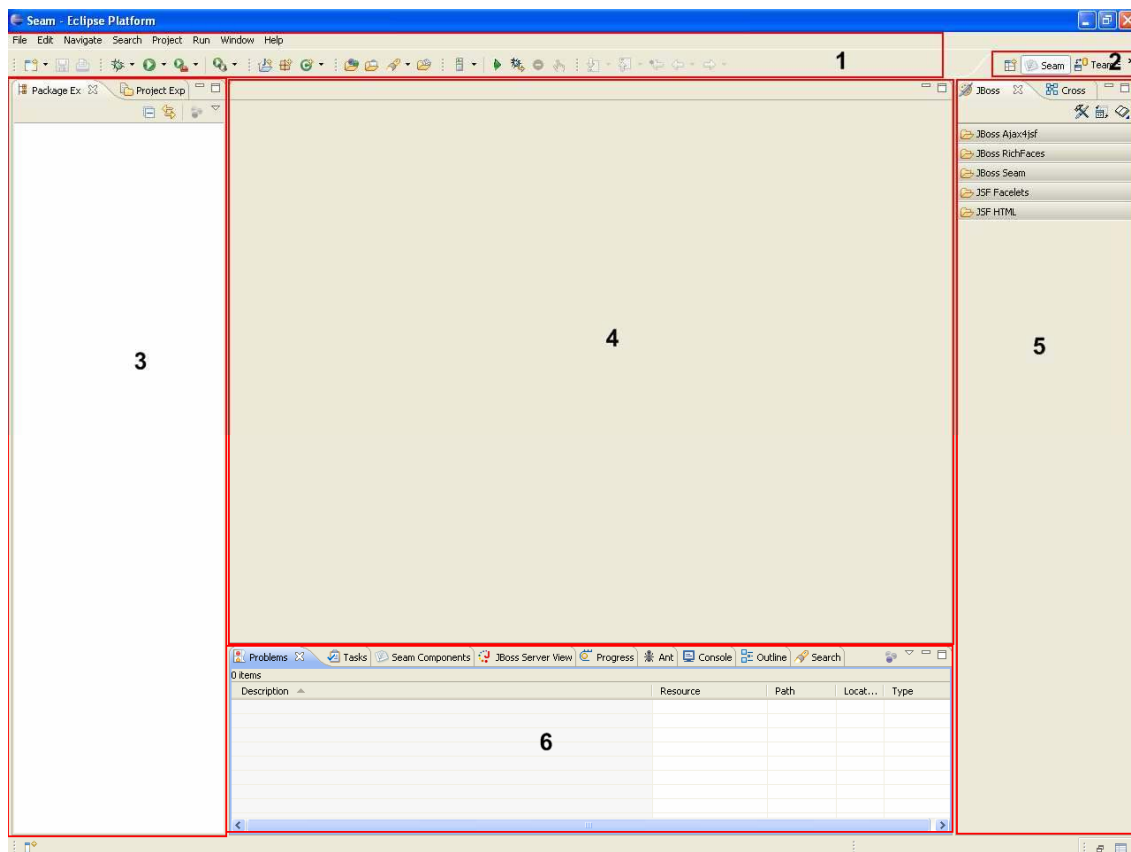 Seam - Eclipse Platform
File Edit Navigate Search Project Run Window Help
1
Seam Team 2
Package Ex Project Exp
JBoss Cross
JBoss Ajax4jsf
JBoss RichFaces
JBoss Seam
JSF Facelets
JSF HTML
3
4
5
Problems Tasks Seam Components JBoss Server View Progress Ant Console Outline Search
0 items
Description Resource Path Locat... Type
6